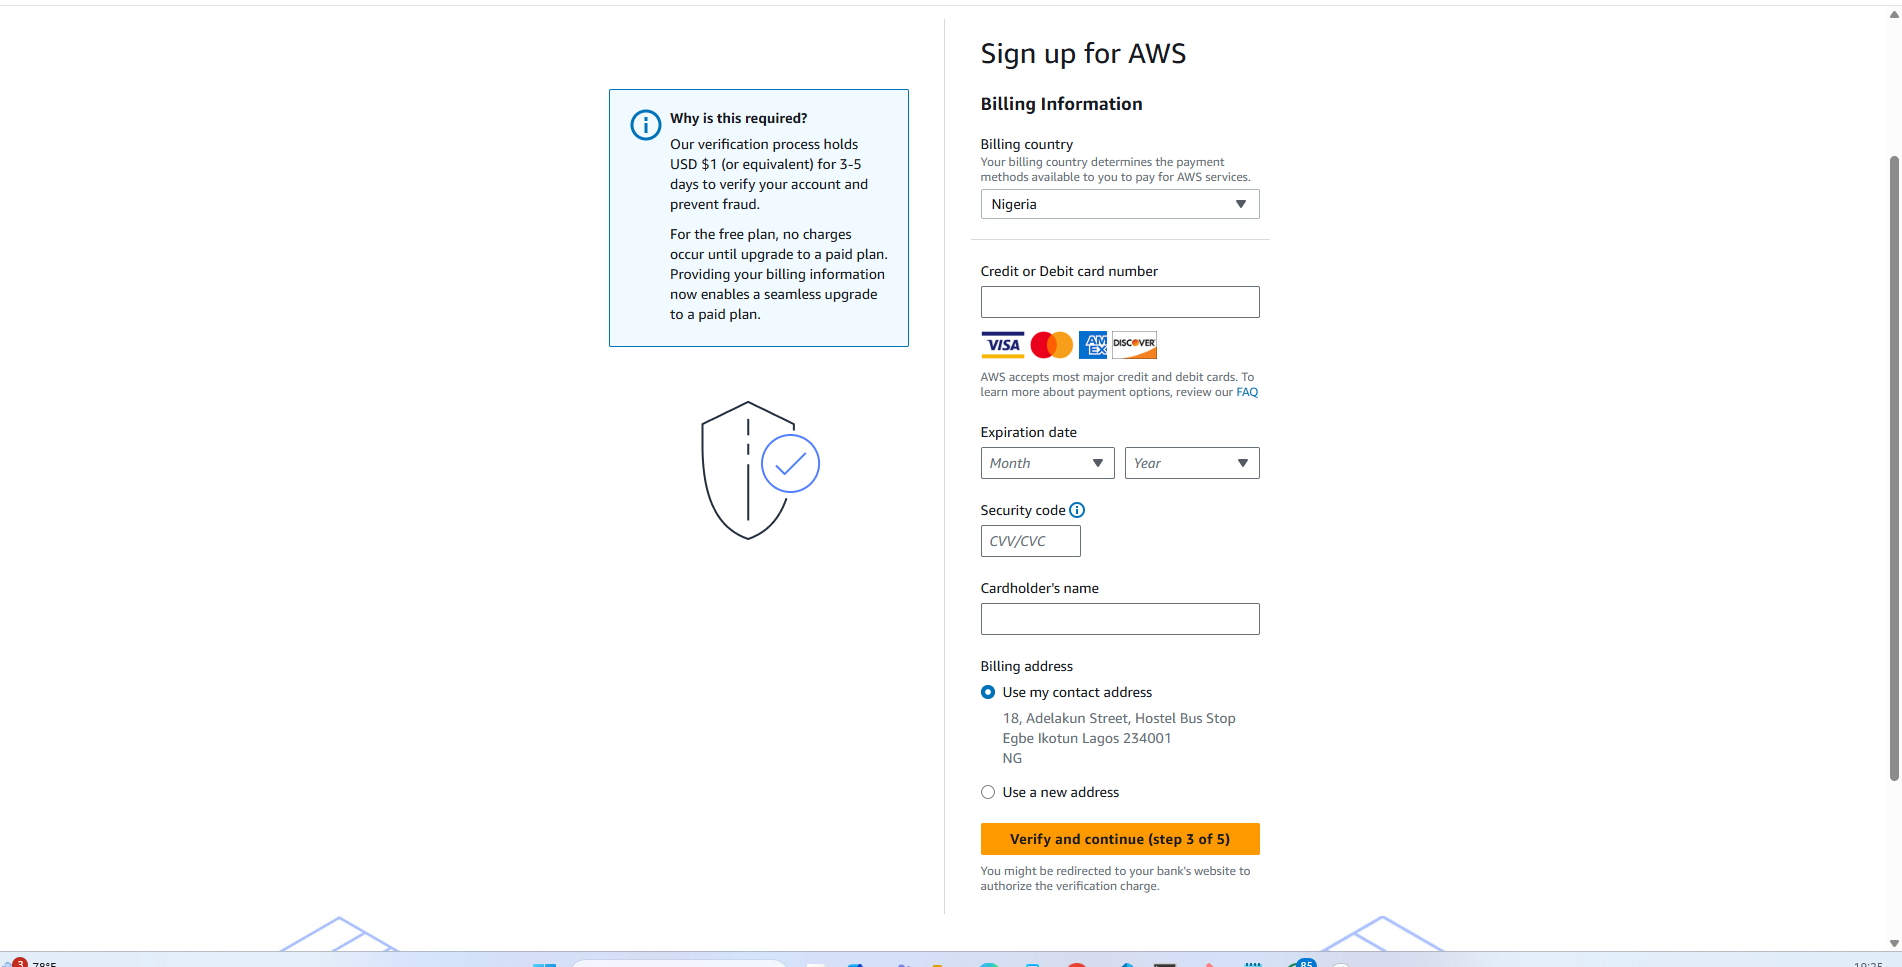 Sign up for AWS
Why is this required?
Our verification process holds
USD $1 (or equivalent) for 3-5
days to verify your account and
prevent fraud.
For the free plan, no charges
occur until upgrade to a paid plan.
Providing your billing information
now enables a seamless upgrade
to a paid plan.
Billing Information
Billing country
Your billing country determines the payment
methods available to you to pay for AWS services.
Nigeria
Credit or Debit card number
VISA AM EX DISCOVER
AWS accepts most major credit and debit cards. To
learn more about payment options, review our FAQ
Expiration date
Month Year
Security code
CVV/CVC
Cardholder's name
Billing address
Use my contact address
18, Adelakun Street, Hostel Bus Stop
Egbe Ikotun Lagos 234001
NG
Use a new address
Verify and continue (step 3 of 5)
You might be redirected to your bank's website to
authorize the verification charge.
3 78°F 85